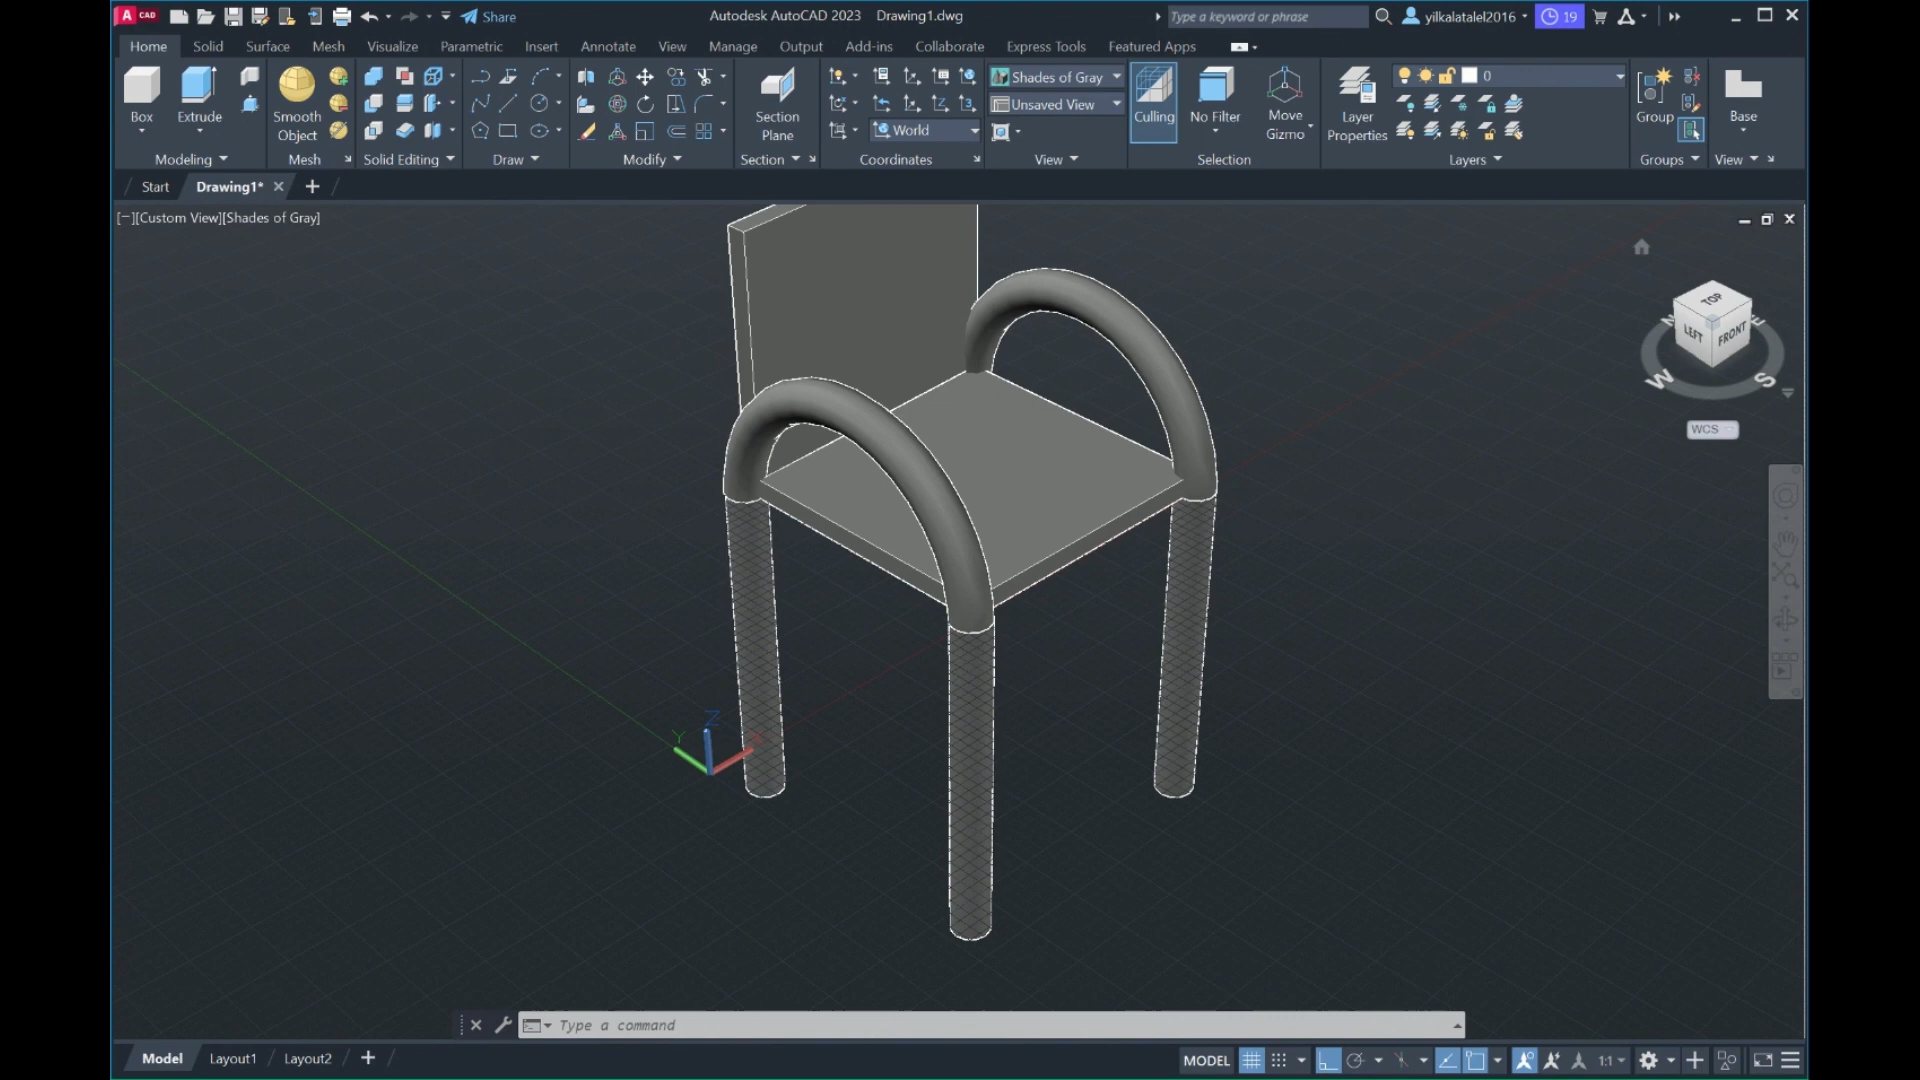 A CAD
Share
Autodesk AutoCAD 2023 Drawing1.dwg
Type a keyword or phrase
yilkalatalel2016
19
Home Solid Surface Mesh Visualize Parametric Insert Annotate View Manage Output Add-ins Collaborate Express Tools Featured Apps
Box
Extrude
Smooth
Object
Section
Plane
World
Shades of Gray
Unsaved View
Culling
No Filter
Move
Gizmo
Layer
Properties
0
Group
Base
Modeling Mesh Solid Editing Draw Modify Section Coordinates View Selection Layers Groups View
Start Drawing1*
[−][Custom View][Shades of Gray]
TOP
LEFT
FRONT
N
E
W
S
WCS
Z
Y
Type a command
Model Layout1 Layout2
MODEL
1:1